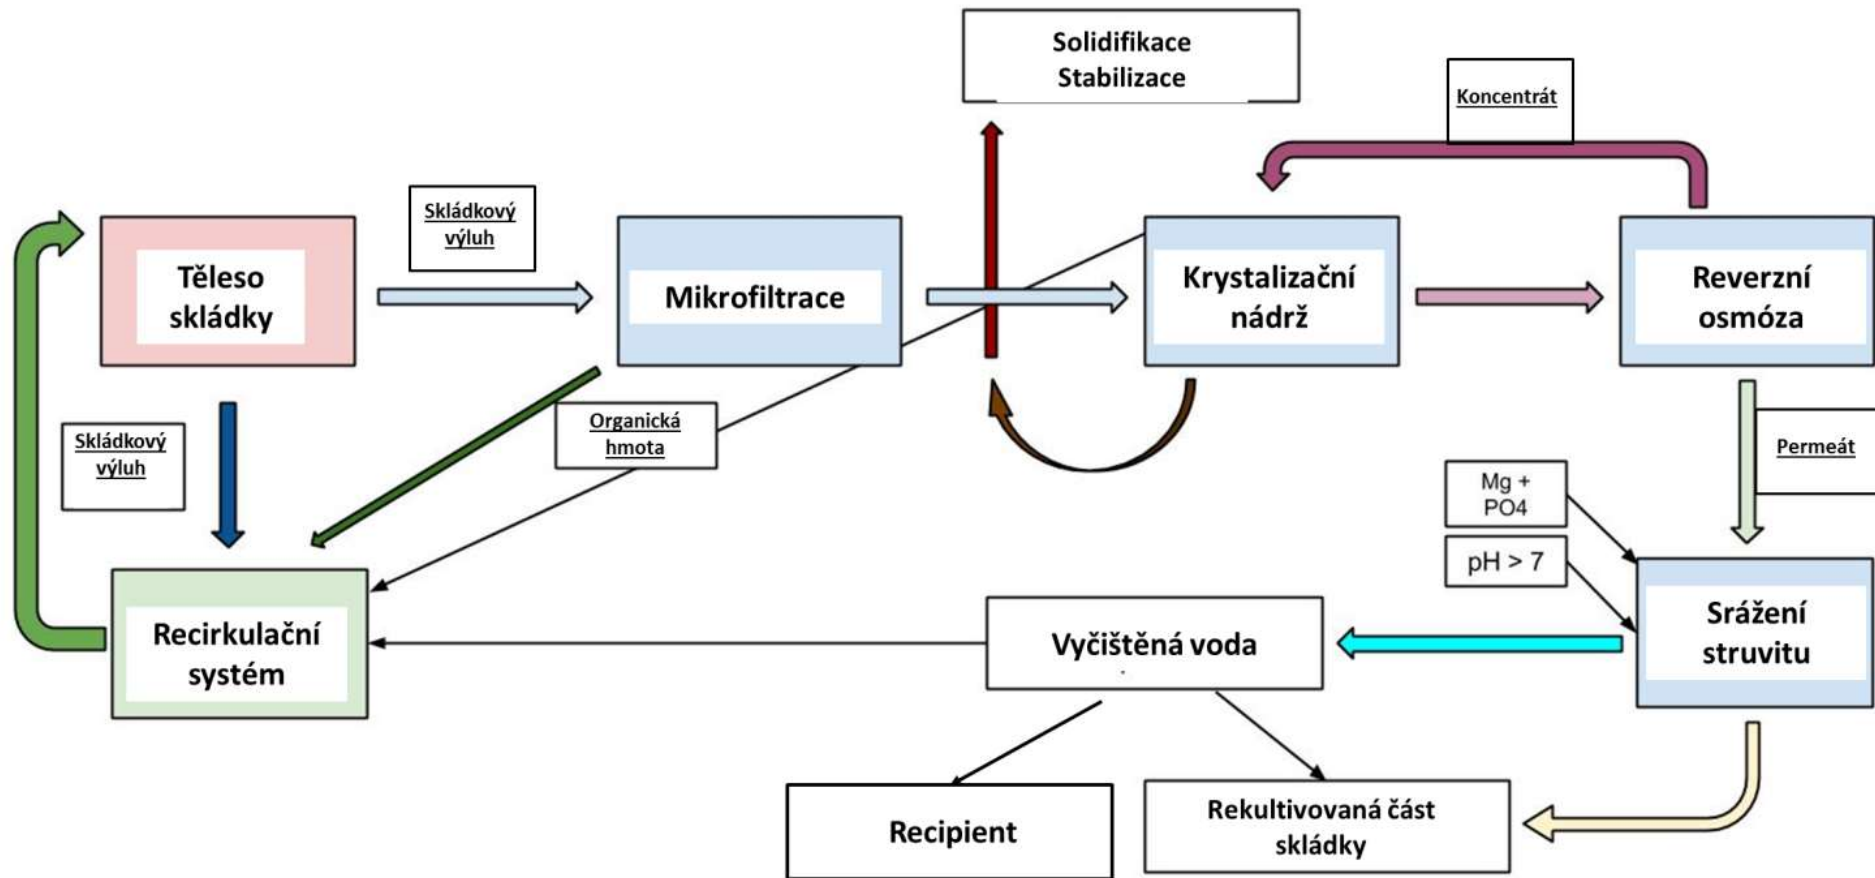 Solidifikace
Stabilizace
Koncentrát
Skládkový
výluh
Těleso
skládky
Mikrofiltrace
Krystalizační
nádrž
Reverzní
osmóza
Skládkový
výluh
Organická
hmota
Permeát
Mg +
PO4
pH > 7
Recirkulační
systém
Vyčištěná voda
Srážení
struvitu
Recipient
Rekultivovaná část
skládky